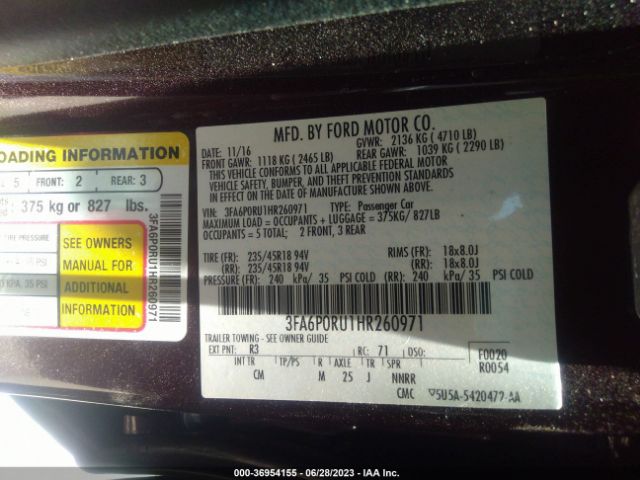 OADING INFORMATION
5 FRONT: 2 REAR: 3
375 kg or 827 lbs.
TIRE PRESSURE
SEE OWNERS
MANUAL FOR
ADDITIONAL
INFORMATION
35 PSI
3FA6P0RU1HR260971
MFD. BY FORD MOTOR CO.
DATE: 11/16 GVWR: 2136 KG ( 4710 LB)
FRONT GAWR: 1118 KG ( 2465 LB) REAR GAWR: 1039 KG ( 2290 LB)
THIS VEHICLE CONFORMS TO ALL APPLICABLE FEDERAL MOTOR
VEHICLE SAFETY, BUMPER, AND THEFT PREVENTION STANDARDS
IN EFFECT ON THE DATE OF MANUFACTURE SHOWN ABOVE.
VIN: 3FA6P0RU1HR260971 TYPE: Passenger Car
MAXIMUM LOAD = OCCUPANTS + LUGGAGE = 375KG/ 827LB
OCCUPANTS = 5 TOTAL: 2 FRONT, 3 REAR
TIRE (FR): 235/45R18 94V RIMS (FR): 18x8.0J
(RR): 235/45R18 94V (RR): 18x8.0J
PRESSURE (FR): 240 kPa/ 35 PSI COLD (RR): 240 kPa/ 35 PSI COLD
3FA6P0RU1HR260971
TRAILER TOWING - SEE OWNER GUIDE
EXT PNT: R3 RC: 71 DSO: F0020
R0054
INT TR TP/PS R AXLE TR SPR
CM M 25 J NNRR
CMC 5U5A-5420472-AA
000-36954155 - 06/28/2023 - IAA Inc.